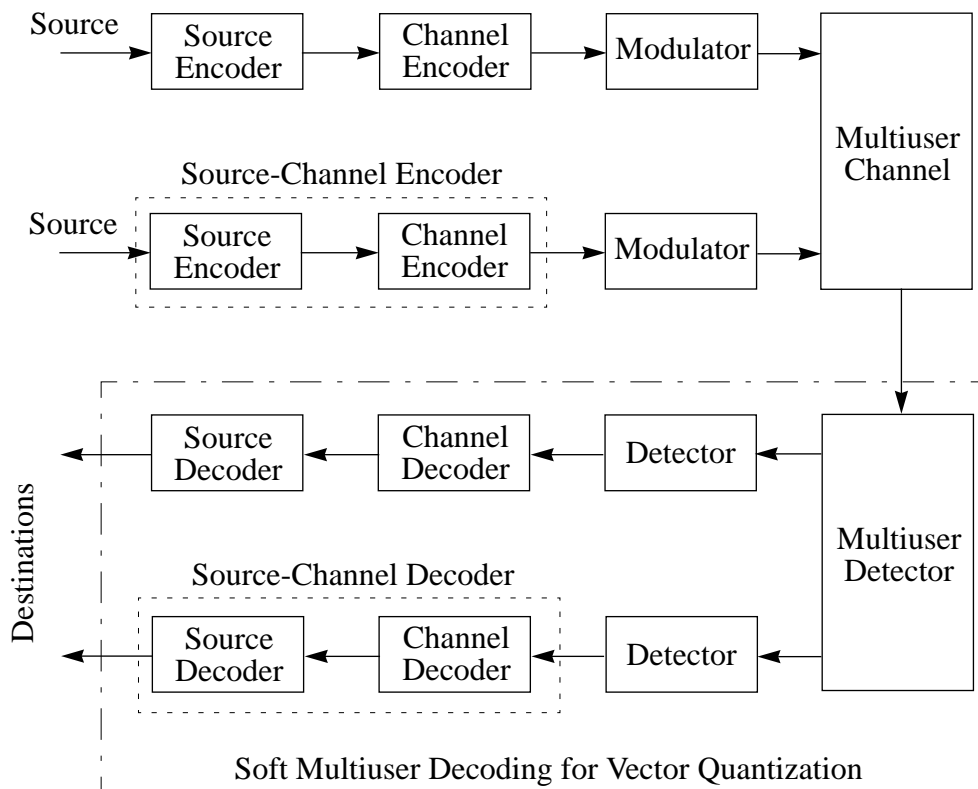 Source
Source
Encoder
Channel
Encoder
Modulator
Multiuser
Channel
Source-Channel Encoder
Source
Source
Encoder
Channel
Encoder
Modulator
Source
Decoder
Channel
Decoder
Detector
Multiuser
Detector
Destinations
Source-Channel Decoder
Source
Decoder
Channel
Decoder
Detector
Soft Multiuser Decoding for Vector Quantization